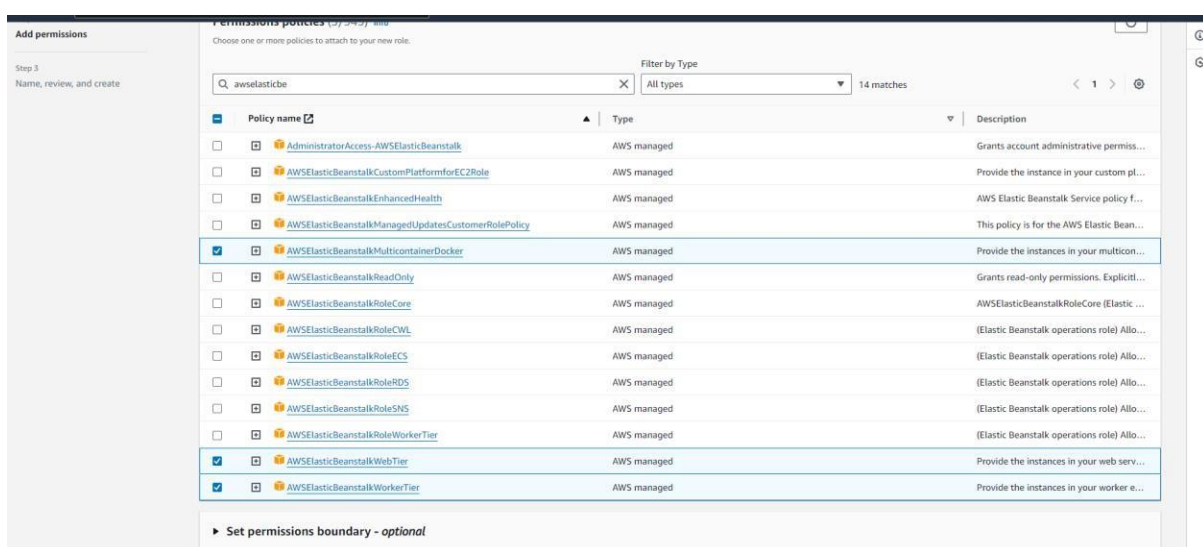 Permissions policies (3/945) Info
Add permissions
Choose one or more policies to attach to your new role.
Step 3
Filter by Type
Name, review, and create
awselasticbe
All types
14 matches
1
Policy name
Type
Description
AdministratorAccess-AWSElasticBeanstalk AWS managed Grants account administrative permiss...
AWSElasticBeanstalkCustomPlatformforEC2Role AWS managed Provide the instance in your custom pl...
AWSElasticBeanstalkEnhancedHealth AWS managed AWS Elastic Beanstalk Service policy f...
AWSElasticBeanstalkManagedUpdatesCustomerRolePolicy AWS managed This policy is for the AWS Elastic Bean...
AWSElasticBeanstalkMulticontainerDocker AWS managed Provide the instances in your multicon...
AWSElasticBeanstalkReadOnly AWS managed Grants read-only permissions. Explicitl...
AWSElasticBeanstalkRoleCore AWS managed AWSElasticBeanstalkRoleCore (Elastic ...
AWSElasticBeanstalkRoleCWL AWS managed (Elastic Beanstalk operations role) Allo...
AWSElasticBeanstalkRoleECS AWS managed (Elastic Beanstalk operations role) Allo...
AWSElasticBeanstalkRoleRDS AWS managed (Elastic Beanstalk operations role) Allo...
AWSElasticBeanstalkRoleSNS AWS managed (Elastic Beanstalk operations role) Allo...
AWSElasticBeanstalkRoleWorkerTier AWS managed (Elastic Beanstalk operations role) Allo...
AWSElasticBeanstalkWebTier AWS managed Provide the instances in your web serv...
AWSElasticBeanstalkWorkerTier AWS managed Provide the instances in your worker e...
Set permissions boundary - optional